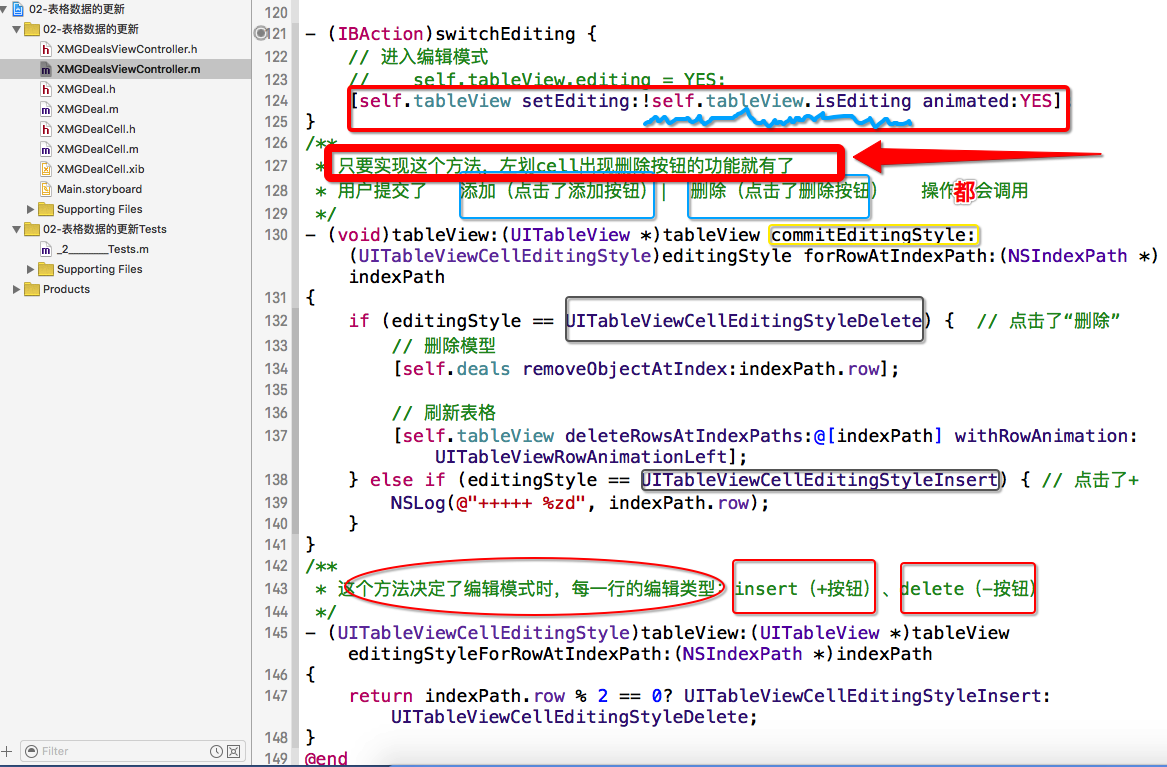 02-表格数据的更新
02-表格数据的更新
XMGDealsViewController.h
XMGDealsViewController.m
XMGDeal.h
XMGDeal.m
XMGDealCell.h
XMGDealCell.m
XMGDealCell.xib
Main.storyboard
Supporting Files
02-表格数据的更新Tests
_2_______Tests.m
Supporting Files
Products
Filter
120
121 - (IBAction)switchEditing {
122 // 进入编辑模式
123 // self.tableView.editing = YES;
124 [self.tableView setEditing:!self.tableView.isEditing animated:YES]
125 }
126 /**
127 * 只要实现这个方法，左划cell出现删除按钮的功能就有了
128 * 用户提交了 添加（点击了添加按钮）| 删除（点击了删除按钮） 操作都会调用
129 */
130 - (void)tableView:(UITableView *)tableView commitEditingStyle:
(UITableViewCellEditingStyle)editingStyle forRowAtIndexPath:(NSIndexPath *)
indexPath
131 {
132 if (editingStyle == UITableViewCellEditingStyleDelete) { // 点击了“删除”
133 // 删除模型
134 [self.deals removeObjectAtIndex:indexPath.row];
135
136 // 刷新表格
137 [self.tableView deleteRowsAtIndexPaths:@[indexPath] withRowAnimation:
UITableViewRowAnimationLeft];
138 } else if (editingStyle == UITableViewCellEditingStyleInsert) { // 点击了+
139 NSLog(@"+++++ %zd", indexPath.row);
140 }
141 }
142 /**
143 * 这个方法决定了编辑模式时，每一行的编辑类型：insert（+按钮）、delete（-按钮）
144 */
145 - (UITableViewCellEditingStyle)tableView:(UITableView *)tableView
editingStyleForRowAtIndexPath:(NSIndexPath *)indexPath
146 {
147 return indexPath.row % 2 == 0? UITableViewCellEditingStyleInsert:
UITableViewCellEditingStyleDelete;
148 }
149 @end